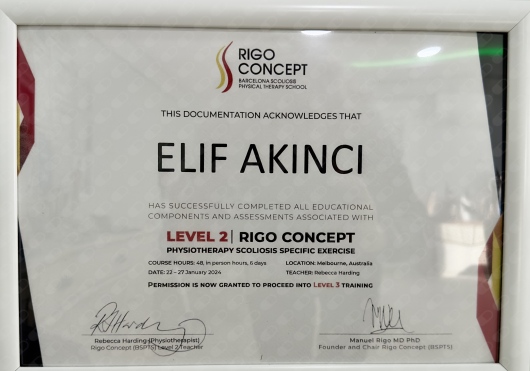 RIGO
CONCEPT
BARCELONA SCOLIOSIS
PHYSICAL THERAPY SCHOOL
THIS DOCUMENTATION ACKNOWLEDGES THAT
ELIF AKINCI
HAS SUCCESSFULLY COMPLETED ALL EDUCATIONAL
COMPONENTS AND ASSESSMENTS ASSOCIATED WITH
LEVEL 2 | RIGO CONCEPT
PHYSIOTHERAPY SCOLIOSIS SPECIFIC EXERCISE
COURSE HOURS: 48, in person hours, 6 days LOCATION: Melbourne, Australia
DATE: 22 – 27 January 2024 TEACHER: Rebecca Harding
PERMISSION IS NOW GRANTED TO PROCEED INTO LEVEL 3 TRAINING
Rebecca Harding (Physiotherapist) Manuel Rigo MD PhD
Rigo Concept (BSPTS) Level 2 Teacher Founder and Chair Rigo Concept (BSPTS)